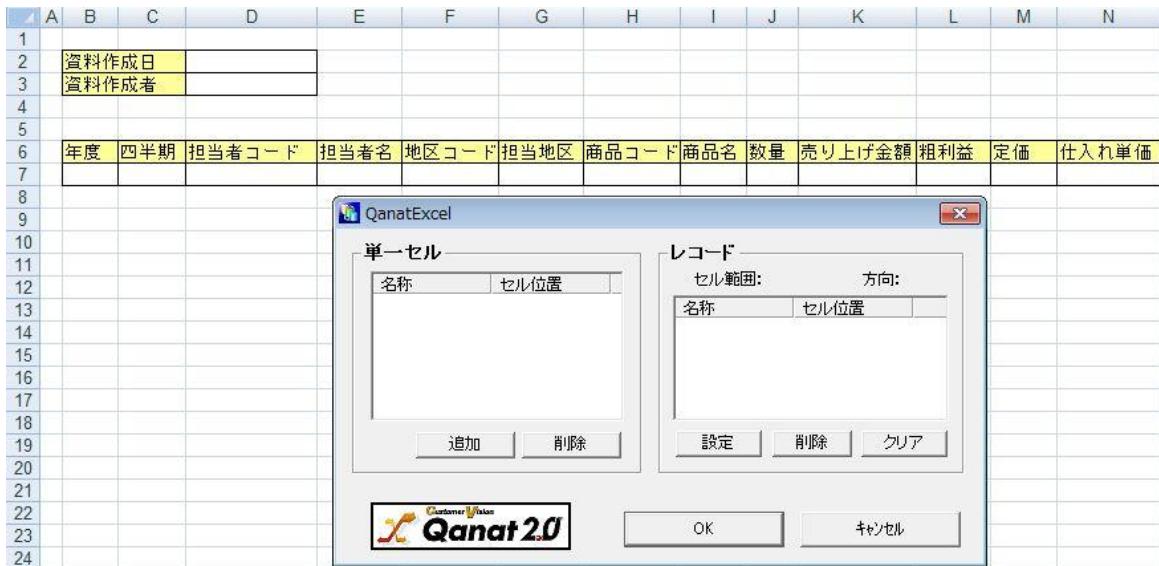 A B C D E F G H I J K L M N
1
2 資料作成日
3 資料作成者
4
5
6 年度 四半期 担当者コード 担当者名 地区コード 担当地区 商品コード 商品名 数量 売り上げ金額 粗利益 定価 仕入れ単価
7
8
9 QanatExcel
10 単一セル レコード
11 セル範囲: 方向:
12 名称 セル位置
13 名称 セル位置
14
15
16
17
18
19 追加 削除 設定 削除 クリア
20
21
22 Customer Vision
23 Qanat 2.0 OK キャンセル
24